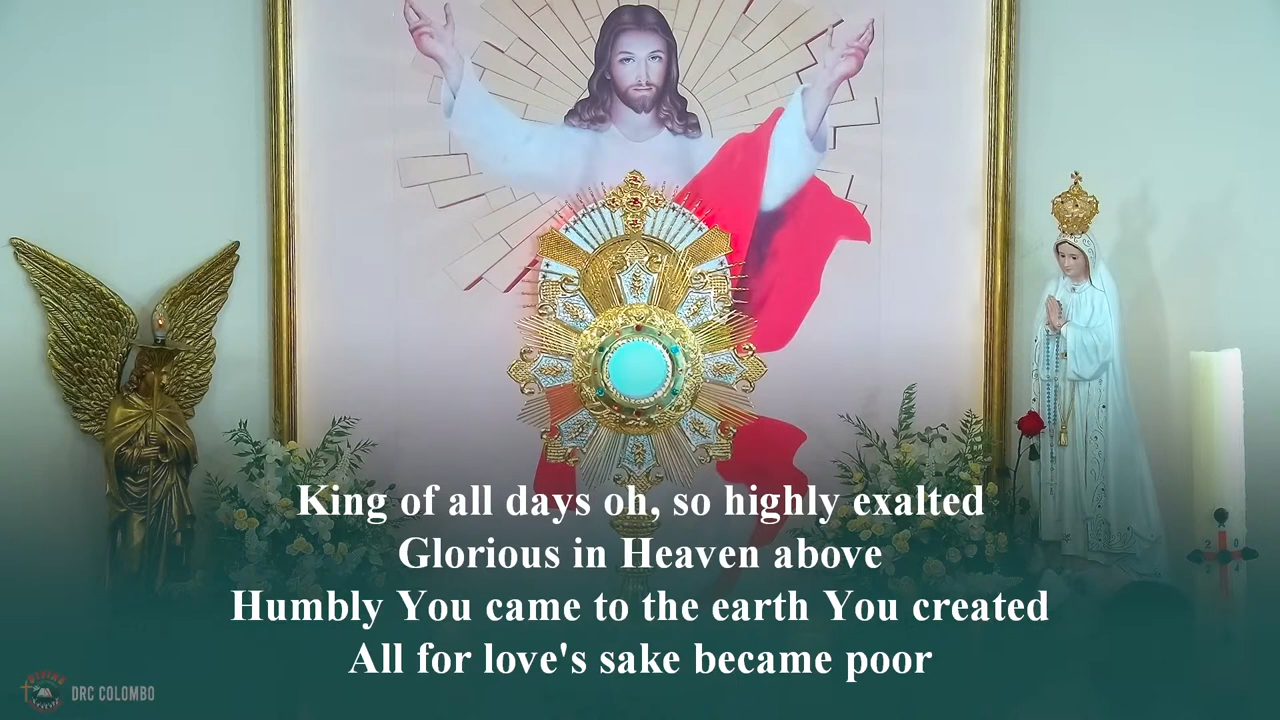 King of all days oh, so highly exalted
Glorious in Heaven above
Humbly You came to the earth You created
All for love's sake became poor
DIVINE
DRC COLOMBO